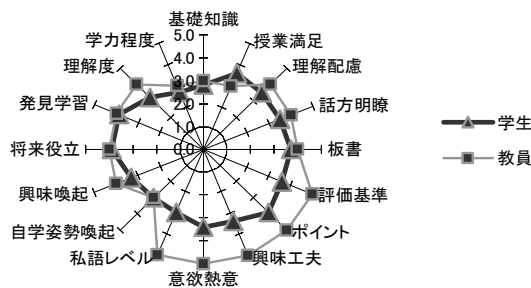 基礎知識
授業満足
理解配慮
話方明瞭
板書
評価基準
ポイント
興味工夫
意欲熱意
私語レベル
自学姿勢喚起
興味喚起
将来役立
発見学習
理解度
学力程度
5.0
4.0
3.0
2.0
1.0
0.0
学生
教員